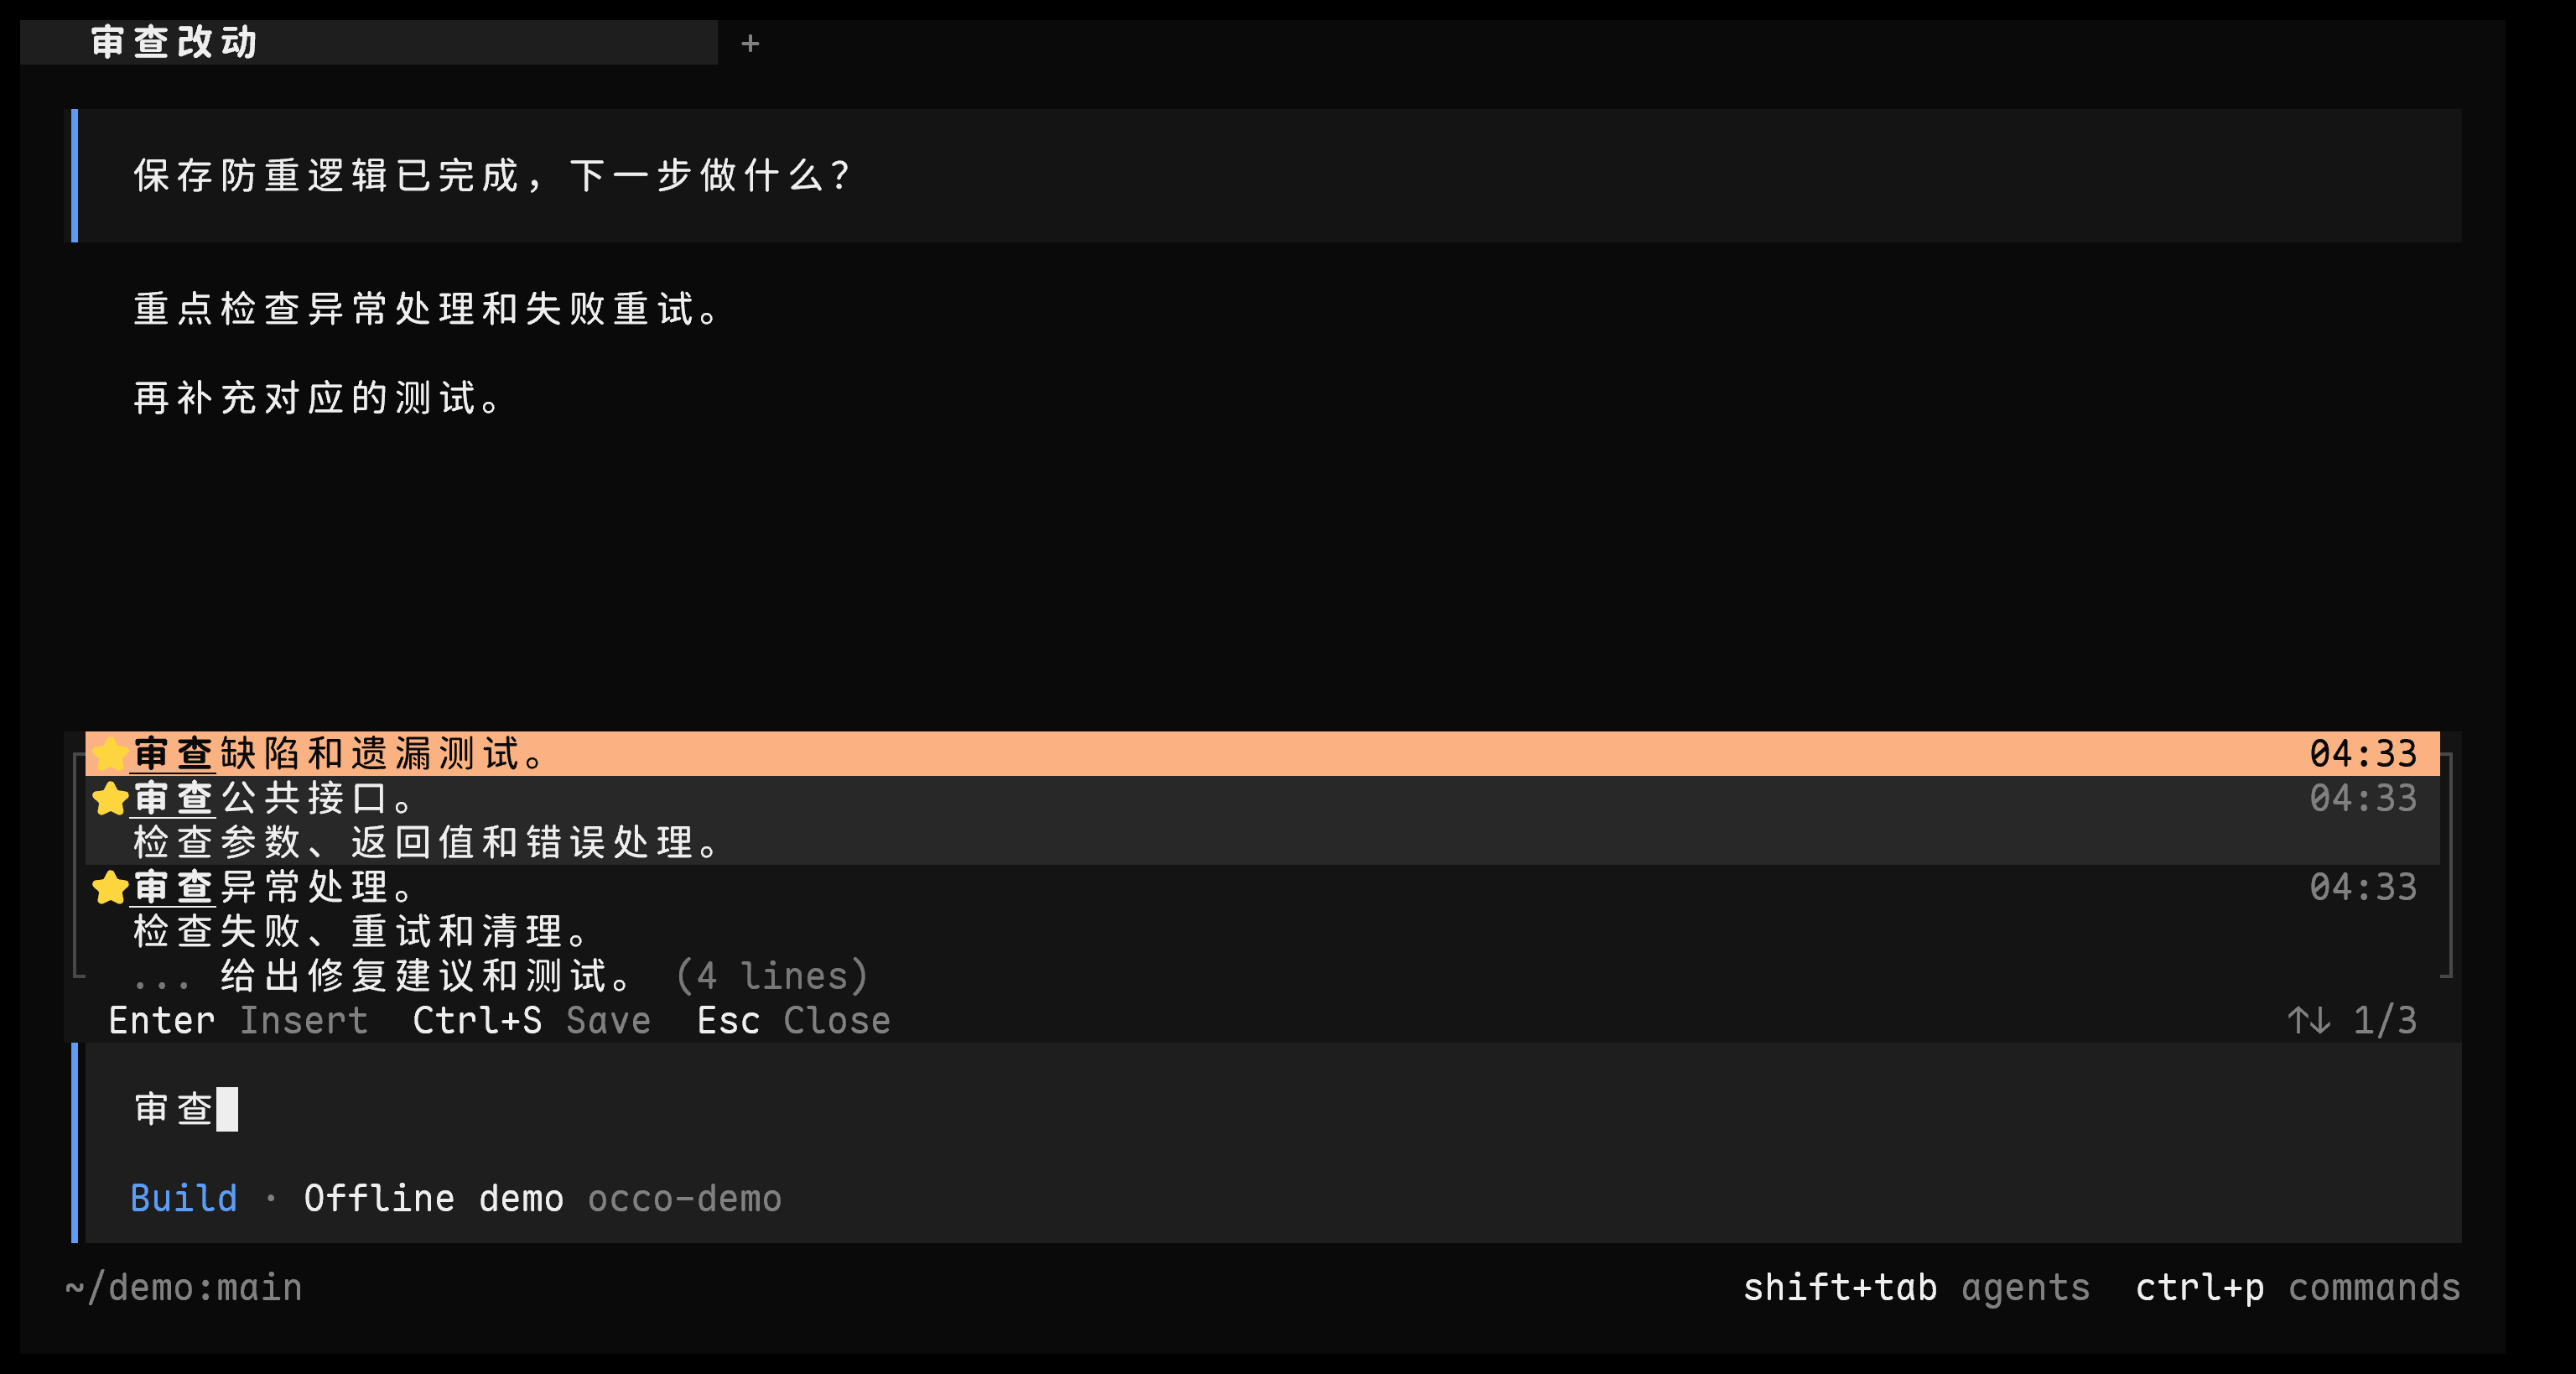 审查改动 +
保存防重逻辑已完成，下一步做什么？
重点检查异常处理和失败重试。
再补充对应的测试。
⭐审查缺陷和遗漏测试。 04:33
⭐审查公共接口。 04:33
检查参数、返回值和错误处理。
⭐审查异常处理。 04:33
检查失败、重试和清理。
... 给出修复建议和测试。 (4 lines)
Enter Insert Ctrl+S Save Esc Close ↑↓ 1/3
审查
Build · Offline demo occo-demo
~/demo:main shift+tab agents ctrl+p commands